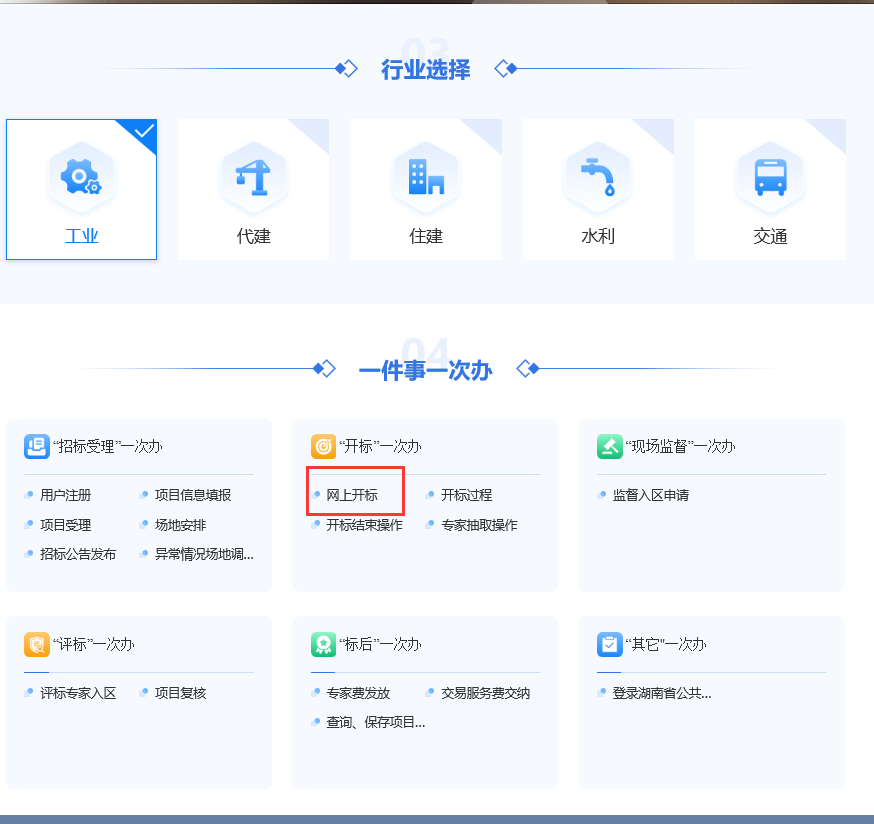 03
行业选择
工业
代建
住建
水利
交通
04
一件事一次办
“招标受理”一次办
用户注册
项目信息填报
项目受理
场地安排
招标公告发布
异常情况场地调...
“开标”一次办
网上开标
开标过程
开标结束操作
专家抽取操作
“现场监督”一次办
监督入区申请
“评标”一次办
评标专家入区
项目复核
“标后”一次办
专家费发放
交易服务费交纳
查询、保存项目...
“其它"一次办
登录湖南省公共...